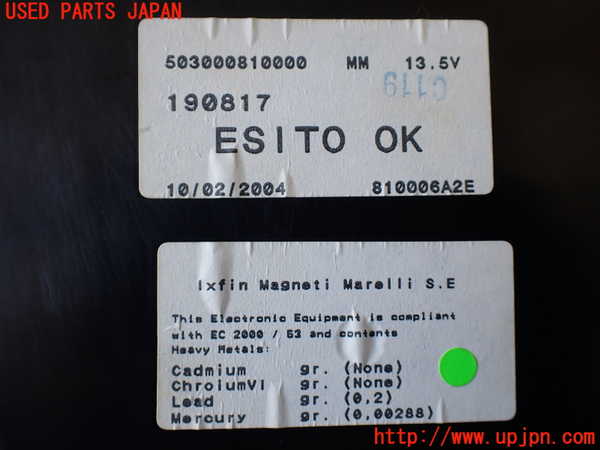 USED PARTS JAPAN
503000810000 MM 13.5V
C119
190817
ESITO OK
10/02/2004 810006A2E
Ixfin Magneti Marelli S.E
This Electronic Equipment is compliant
with EC 2000 / 53 and contents
Heavy Metals:
Cadmium gr. (None)
ChroiumVI gr. (None)
Lead gr. (0,2)
Mercury gr. (0,00288)
http://www.upjpn.com/